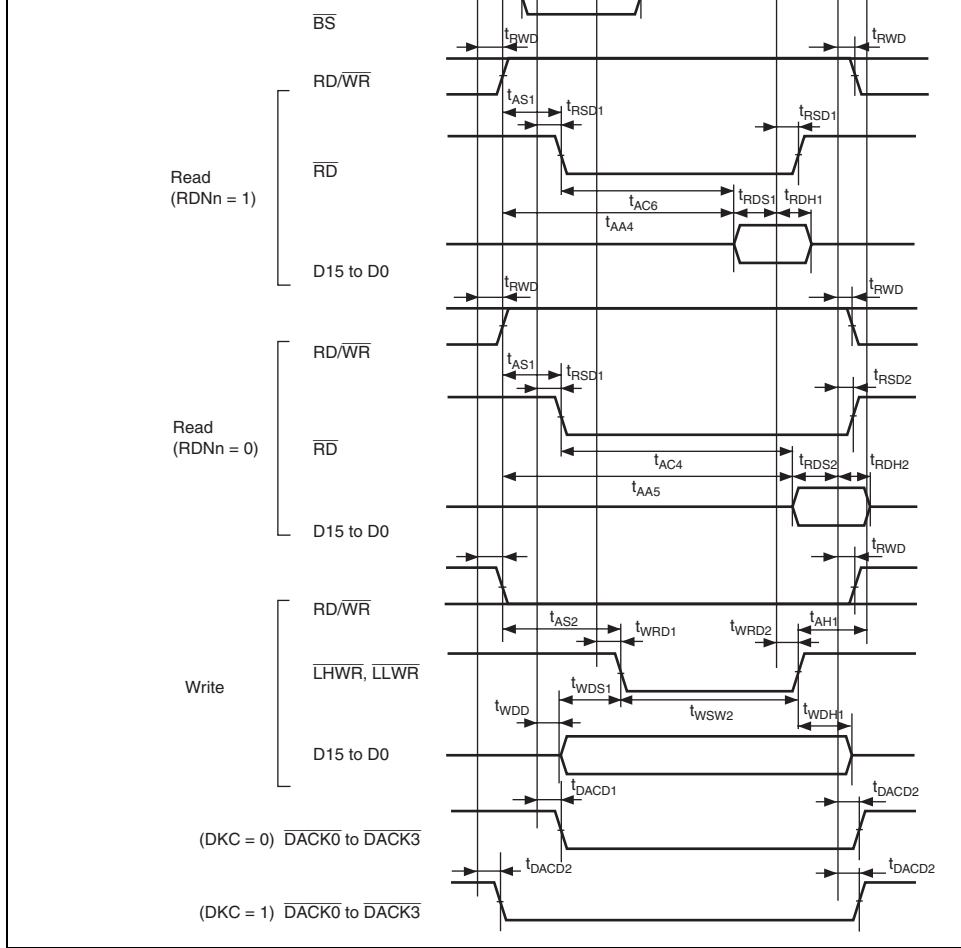 BS
tRWD tRWD
RD/WR
tAS1 tRSD1 tRSD1
RD
Read
(RDNn = 1)
tAC6 tRDS1 tRDH1
tAA4
D15 to D0
tRWD tRWD
RD/WR
tAS1 tRSD1 tRSD2
Read
(RDNn = 0)
RD
tAC4 tRDS2 tRDH2
tAA5
D15 to D0
tRWD
RD/WR
tAS2 tWRD1 tWRD2 tAH1
LHWR, LLWR
Write
tWDD tWDS1 tWSW2 tWDH1
D15 to D0
tDACD1 tDACD2
(DKC = 0) DACK0 to DACK3
tDACD2 tDACD2
(DKC = 1) DACK0 to DACK3